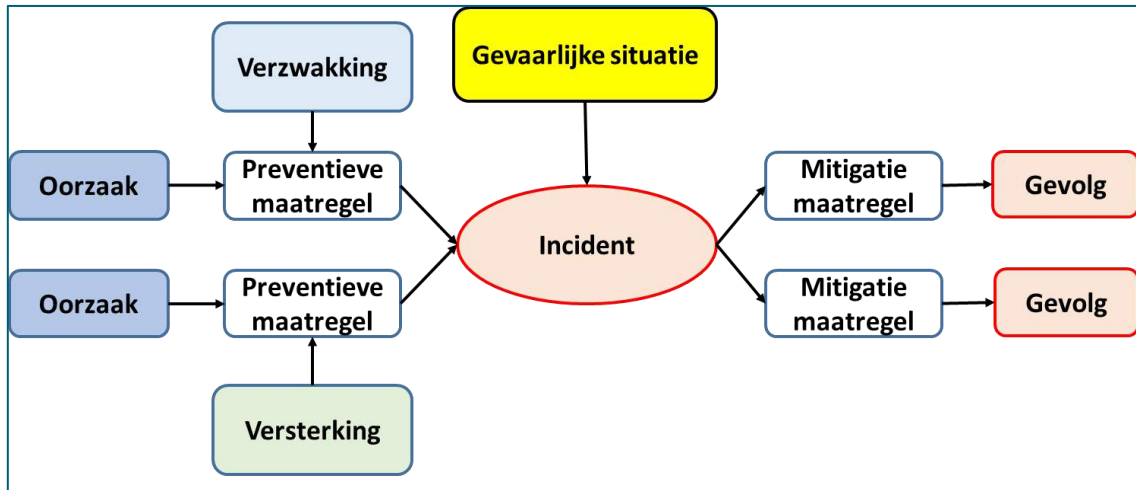 Verzwakking
Gevaarlijke situatie
Oorzaak
Preventieve
maatregel
Mitigatie
maatregel
Gevolg
Incident
Oorzaak
Preventieve
maatregel
Mitigatie
maatregel
Gevolg
Versterking